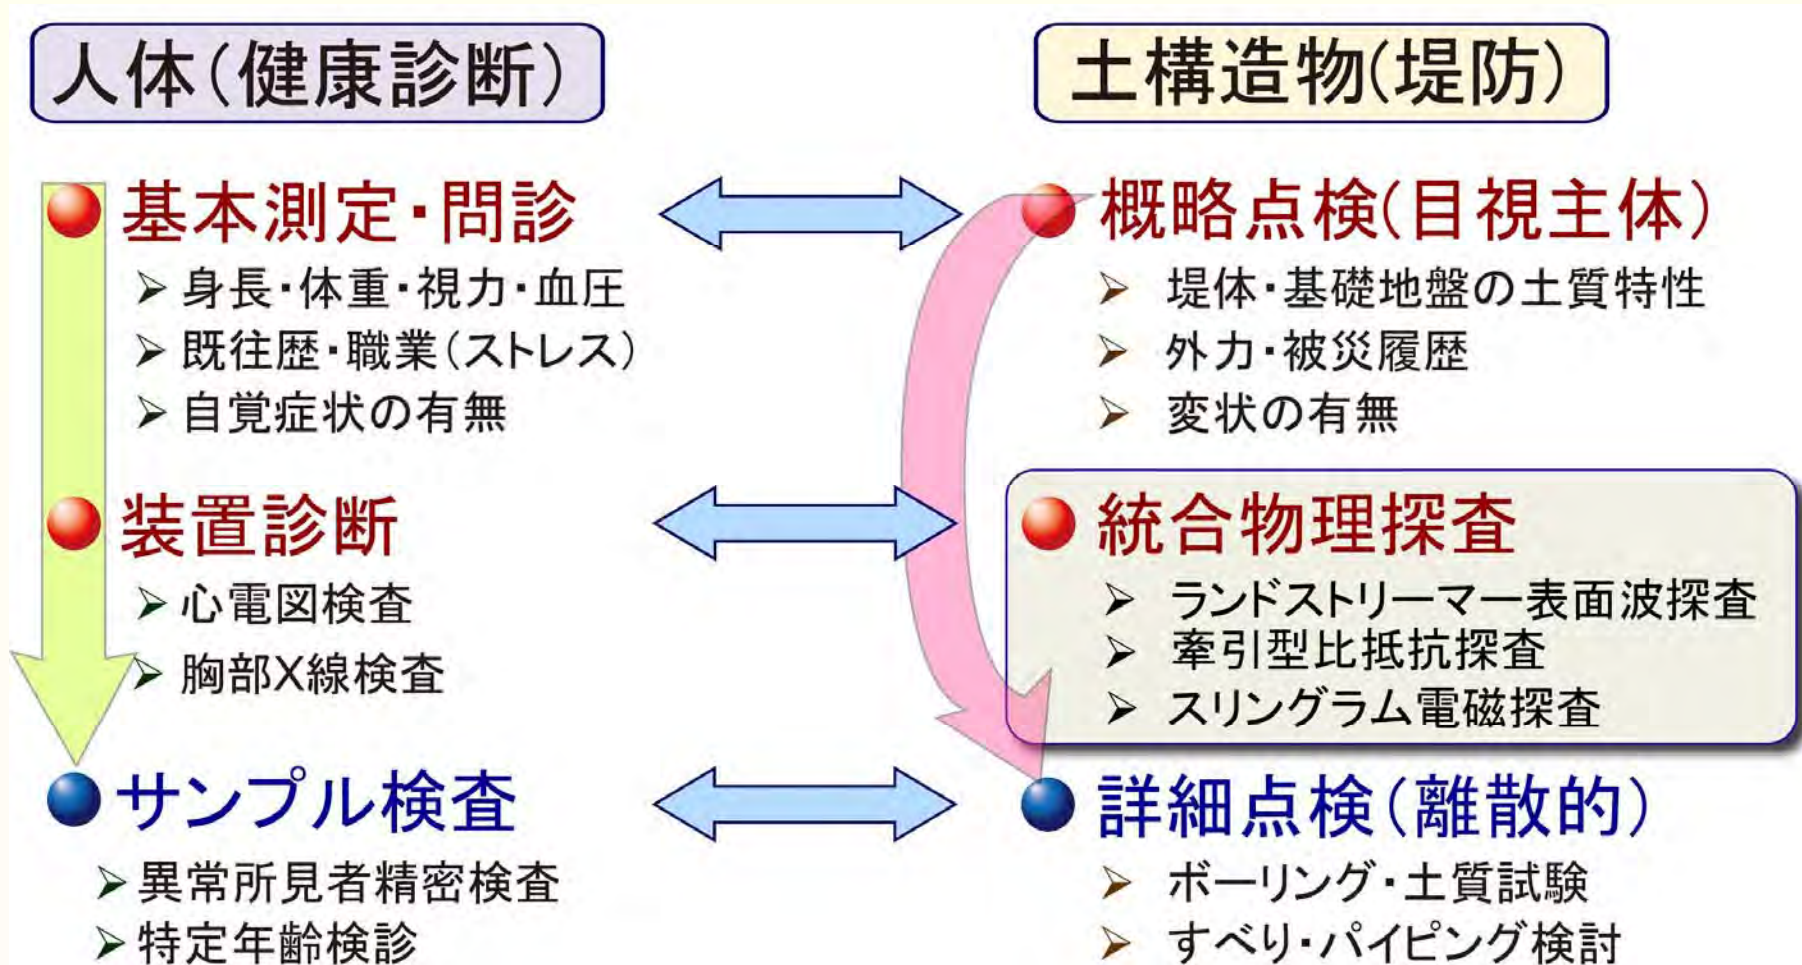 人体(健康診断)
基本測定・問診
身長・体重・視力・血圧
既往歴・職業(ストレス)
自覚症状の有無
装置診断
心電図検査
胸部X線検査
サンプル検査
異常所見者精密検査
特定年齢検診
土構造物(堤防)
概略点検(目視主体)
堤体・基礎地盤の土質特性
外力・被災履歴
変状の有無
統合物理探査
ランドストリーマー表面波探査
牽引型比抵抗探査
スリングラム電磁探査
詳細点検(離散的)
ボーリング・土質試験
すべり・パイピング検討